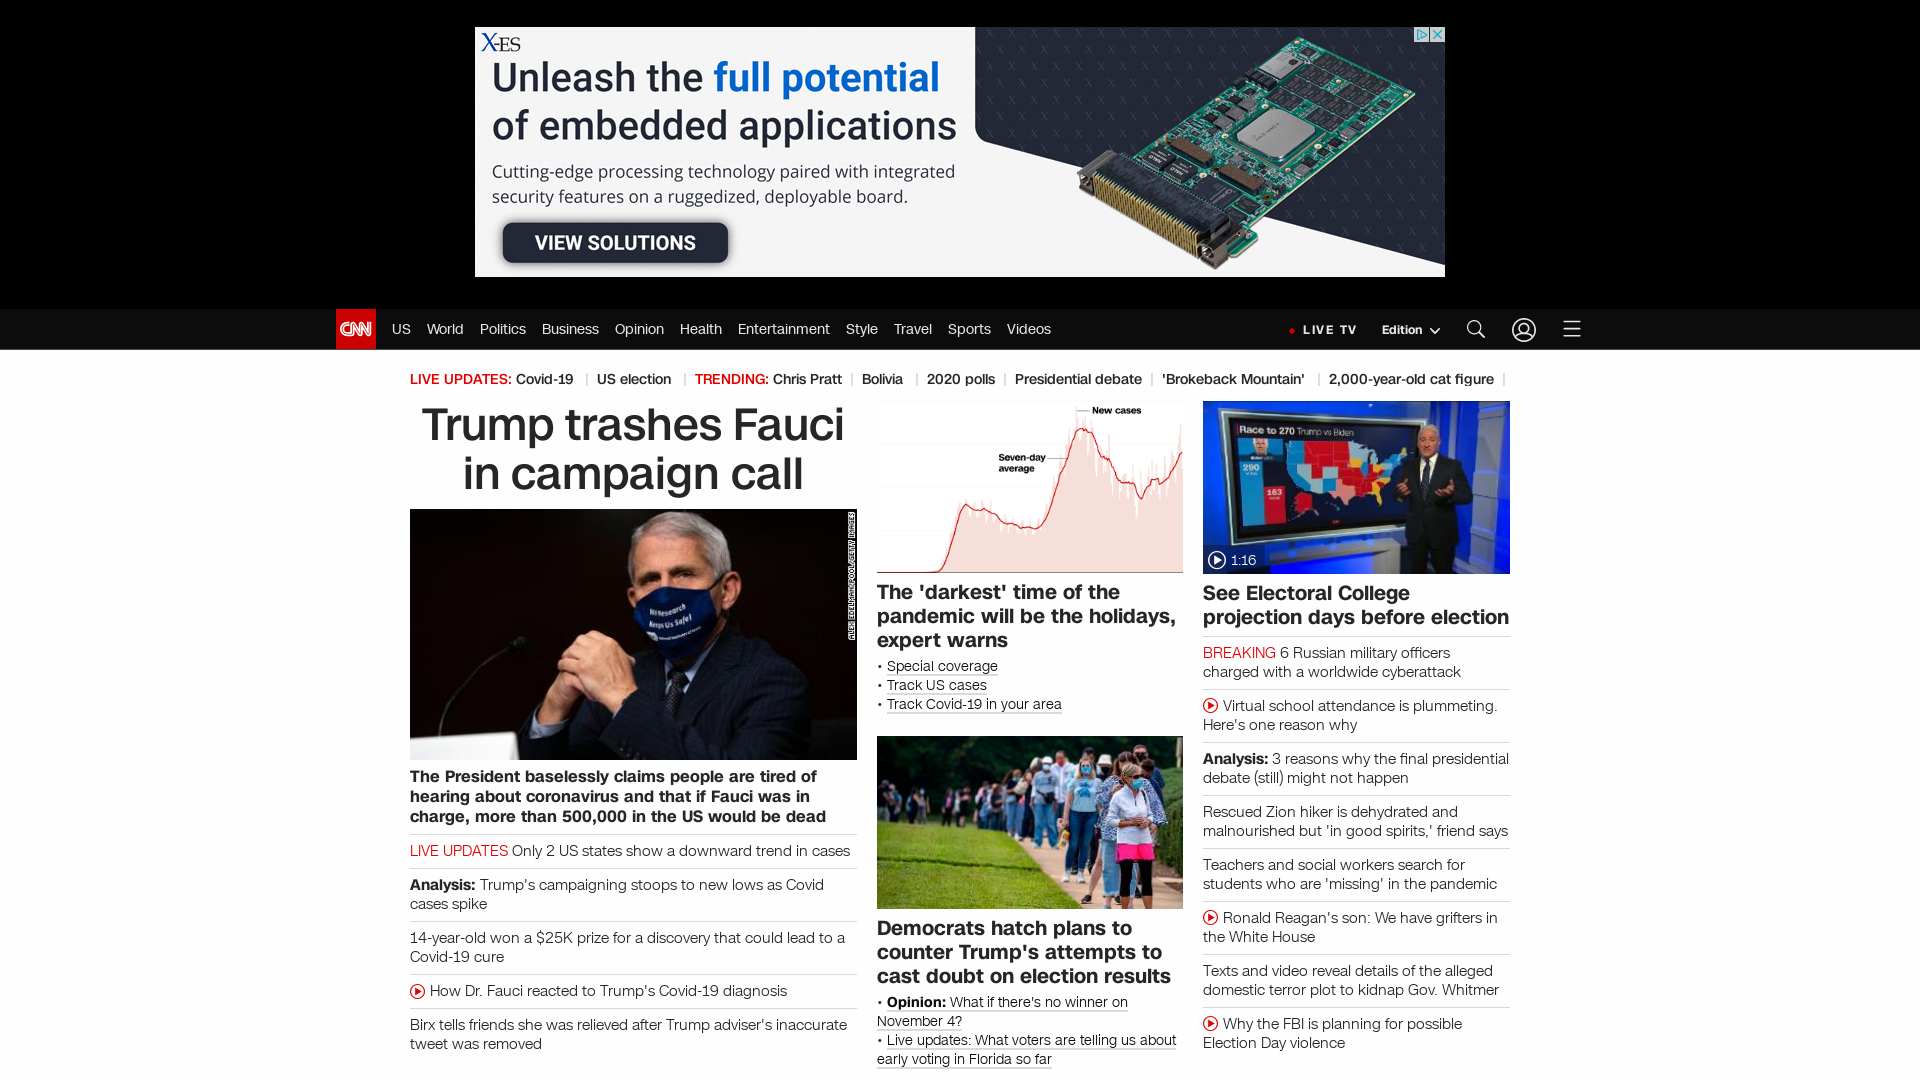 X-ES
Unleash the full potential
of embedded applications
Cutting-edge processing technology paired with integrated
security features on a ruggedized, deployable board.
VIEW SOLUTIONS
CNN US World Politics Business Opinion Health Entertainment Style Travel Sports Videos LIVE TV Edition
LIVE UPDATES: Covid-19 US election TRENDING: Chris Pratt Bolivia 2020 polls Presidential debate 'Brokeback Mountain' 2,000-year-old cat figure
Trump trashes Fauci
in campaign call
NIH Research
Keeps Us Safe!
ALEX EDELMAN/POOL/GETTY IMAGES
The President baselessly claims people are tired of
hearing about coronavirus and that if Fauci was in
charge, more than 500,000 in the US would be dead
LIVE UPDATES Only 2 US states show a downward trend in cases
Analysis: Trump's campaigning stoops to new lows as Covid
cases spike
14-year-old won a $25K prize for a discovery that could lead to a
Covid-19 cure
How Dr. Fauci reacted to Trump's Covid-19 diagnosis
Birx tells friends she was relieved after Trump adviser's inaccurate
tweet was removed
New cases
Seven-day
average
The 'darkest' time of the
pandemic will be the holidays,
expert warns
• Special coverage
• Track US cases
• Track Covid-19 in your area
Democrats hatch plans to
counter Trump's attempts to
cast doubt on election results
• Opinion: What if there's no winner on
November 4?
• Live updates: What voters are telling us about
early voting in Florida so far
Race to 270 Trump vs Biden
290
163
1:16
See Electoral College
projection days before election
BREAKING 6 Russian military officers
charged with a worldwide cyberattack
Virtual school attendance is plummeting.
Here's one reason why
Analysis: 3 reasons why the final presidential
debate (still) might not happen
Rescued Zion hiker is dehydrated and
malnourished but 'in good spirits,' friend says
Teachers and social workers search for
students who are 'missing' in the pandemic
Ronald Reagan's son: We have grifters in
the White House
Texts and video reveal details of the alleged
domestic terror plot to kidnap Gov. Whitmer
Why the FBI is planning for possible
Election Day violence